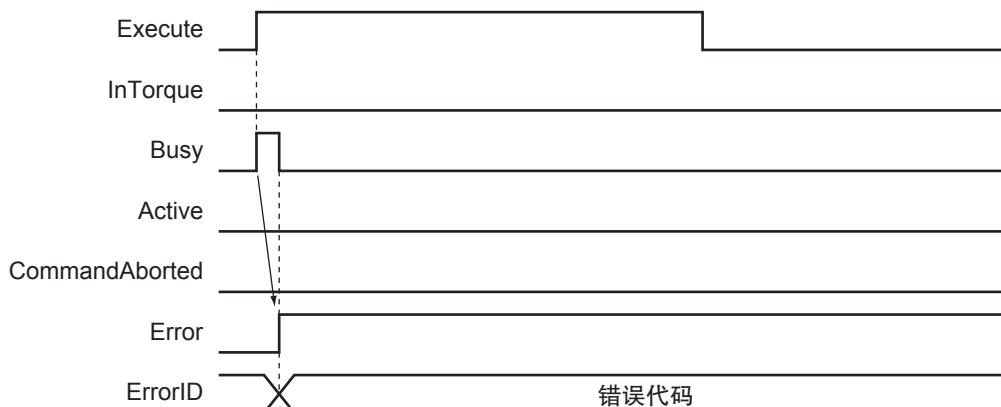 Execute
InTorque
Busy
Active
CommandAborted
Error
ErrorID
错误代码